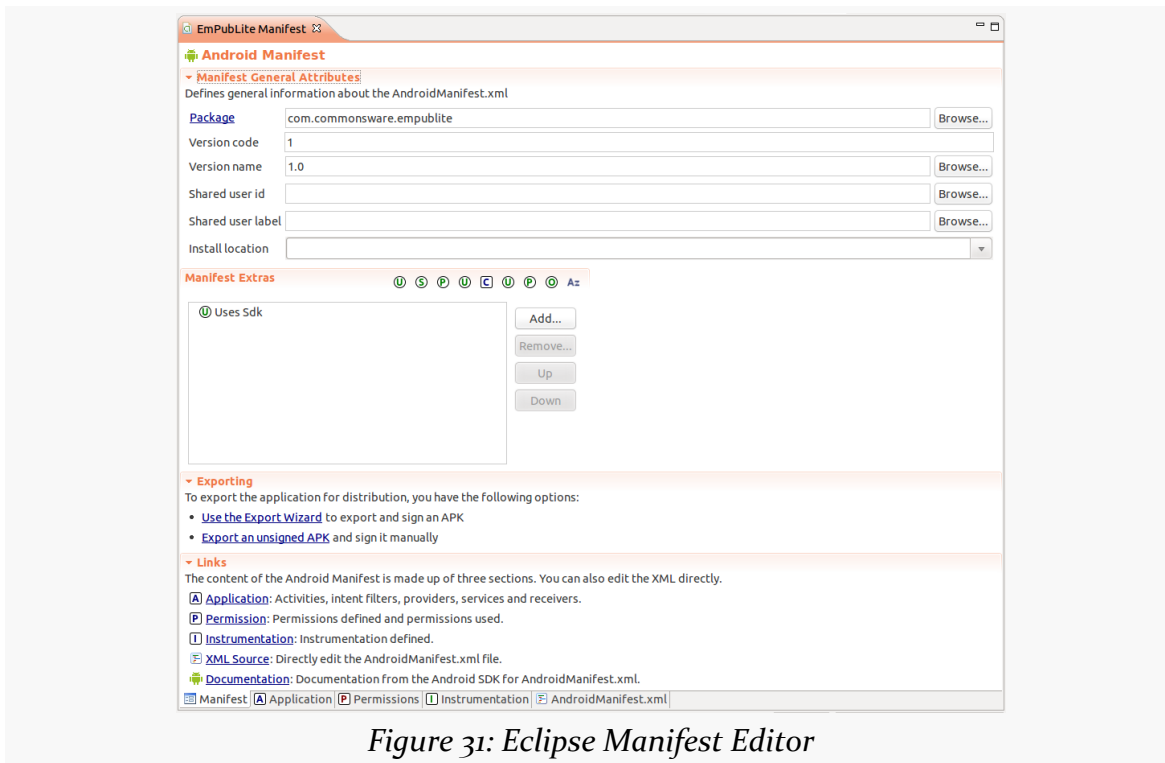 EmPubLite Manifest
Android Manifest
Manifest General Attributes
Defines general information about the AndroidManifest.xml
Package com.commonsware.empublite Browse...
Version code 1
Version name 1.0 Browse...
Shared user id Browse...
Shared user label Browse...
Install location
Manifest Extras U S P U C U P O Az
U Uses Sdk
Add...
Remove...
Up
Down
Exporting
To export the application for distribution, you have the following options:
• Use the Export Wizard to export and sign an APK
• Export an unsigned APK and sign it manually
Links
The content of the Android Manifest is made up of three sections. You can also edit the XML directly.
A Application: Activities, intent filters, providers, services and receivers.
P Permission: Permissions defined and permissions used.
I Instrumentation: Instrumentation defined.
XML Source: Directly edit the AndroidManifest.xml file.
Documentation: Documentation from the Android SDK for AndroidManifest.xml.
Manifest A Application P Permissions I Instrumentation AndroidManifest.xml
Figure 31: Eclipse Manifest Editor